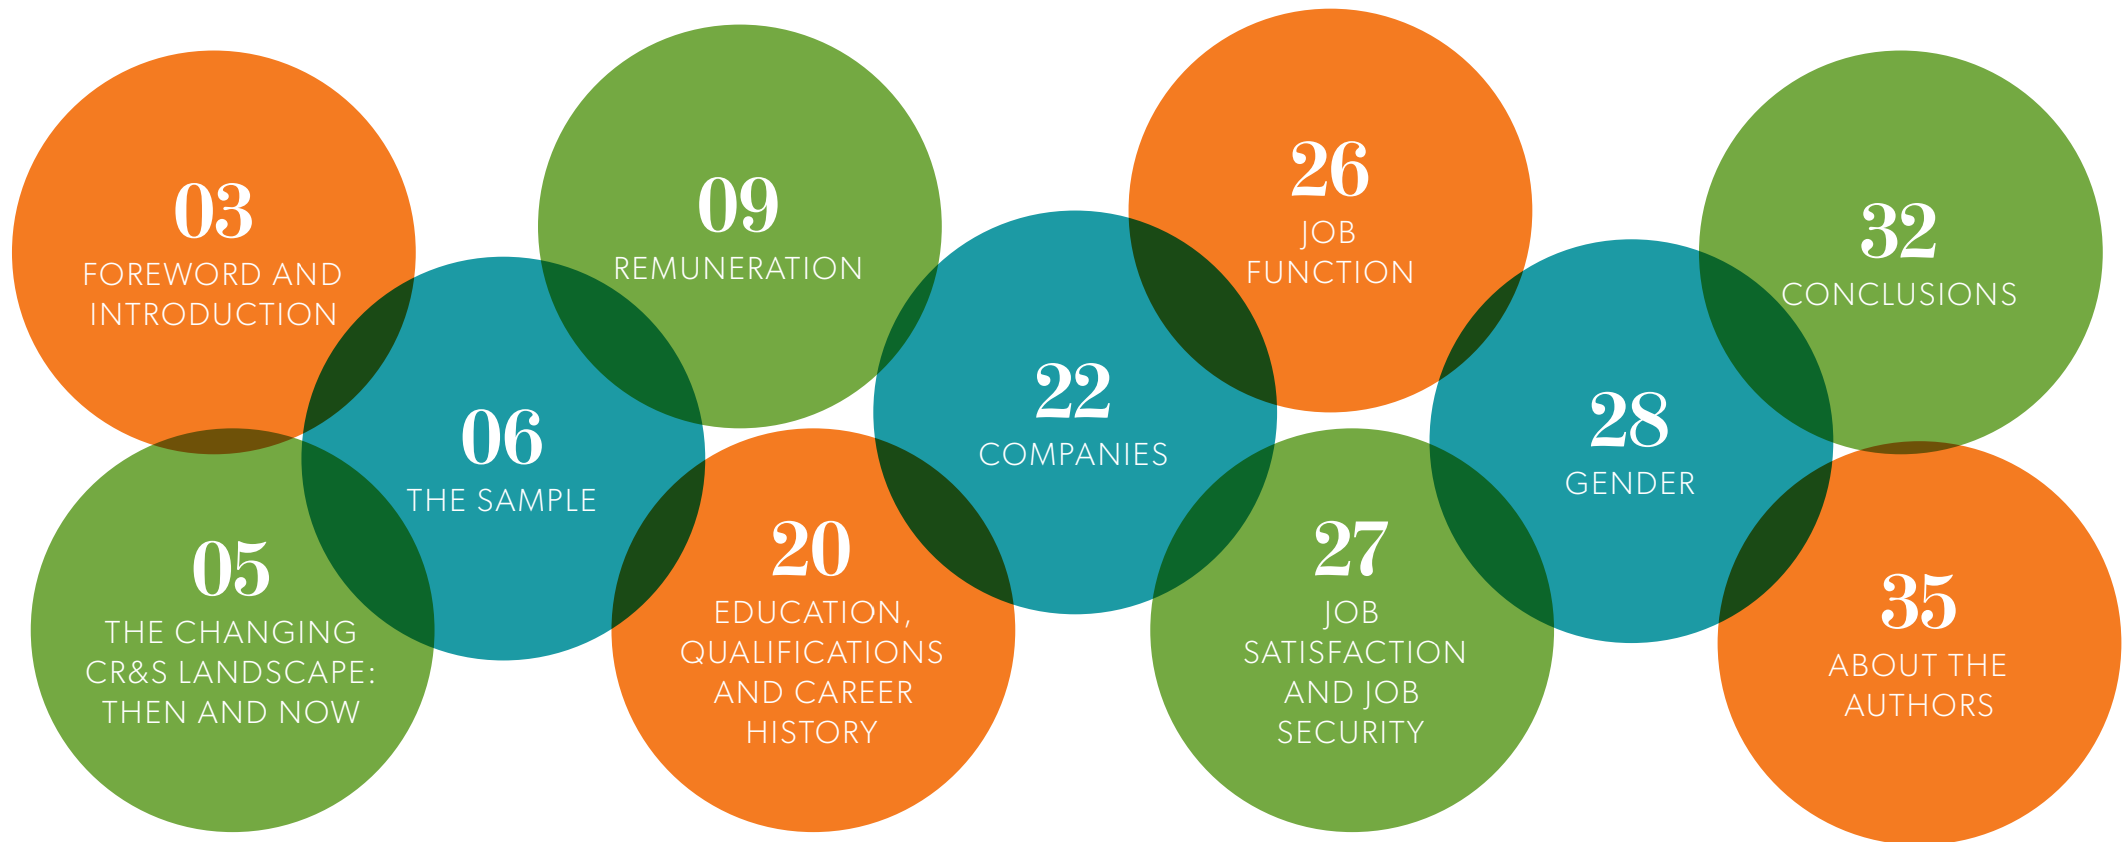 03
FOREWORD AND
INTRODUCTION
05
THE CHANGING
CR&S LANDSCAPE:
THEN AND NOW
06
THE SAMPLE
09
REMUNERATION
20
EDUCATION,
QUALIFICATIONS
AND CAREER
HISTORY
22
COMPANIES
26
JOB
FUNCTION
27
JOB
SATISFACTION
AND JOB
SECURITY
28
GENDER
32
CONCLUSIONS
35
ABOUT THE
AUTHORS